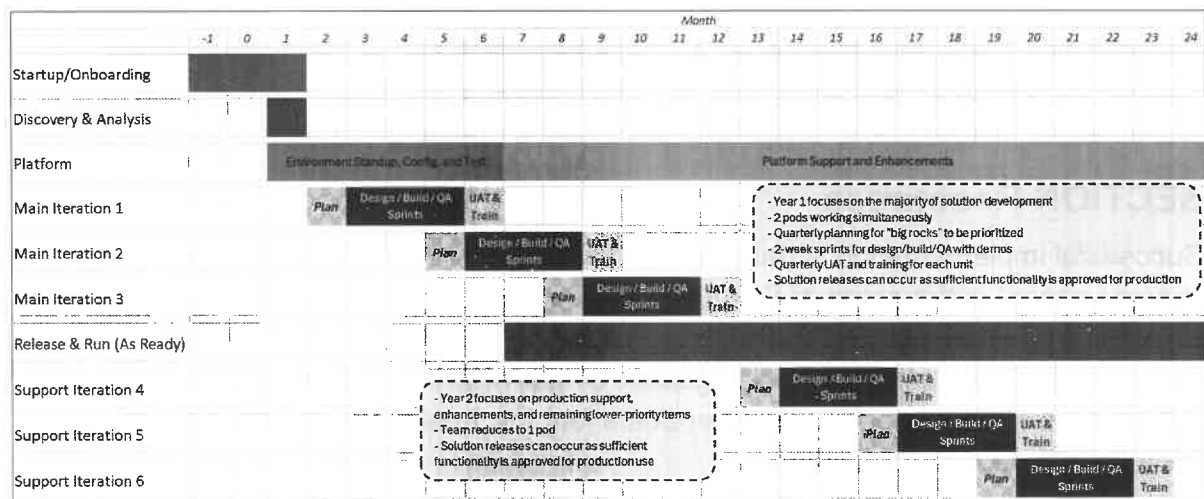 Month
-1 0 1 2 3 4 5 6 7 8 9 10 11 12 13 14 15 16 17 18 19 20 21 22 23 24
Startup/Onboarding
Discovery & Analysis
Platform
Environment Standup, Config, and Test
Platform Support and Enhancements
Main Iteration 1
Plan
Design / Build / QA
Sprints
UAT &
Train
- Year 1 focuses on the majority of solution development
- 2 pods working simultaneously
- Quarterly planning for "big rocks" to be prioritized
- 2-week sprints for design/build/QA with demos
- Quarterly UAT and training for each unit
- Solution releases can occur as sufficient functionality is approved for production
Main Iteration 2
Plan
Design / Build / QA
Sprints
UAT &
Train
Main Iteration 3
Plan
Design / Build / QA
Sprints
UAT &
Train
Release & Run (As Ready)
Support Iteration 4
Plan
Design / Build / QA
Sprints
UAT &
Train
- Year 2 focuses on production support,
enhancements, and remaining lower-priority items
- Team reduces to 1 pod
- Solution releases can occur as sufficient
functionality is approved for production use
Support Iteration 5
Plan
Design / Build / QA
Sprints
UAT &
Train
Support Iteration 6
Plan
Design / Build / QA
Sprints
UAT &
Train